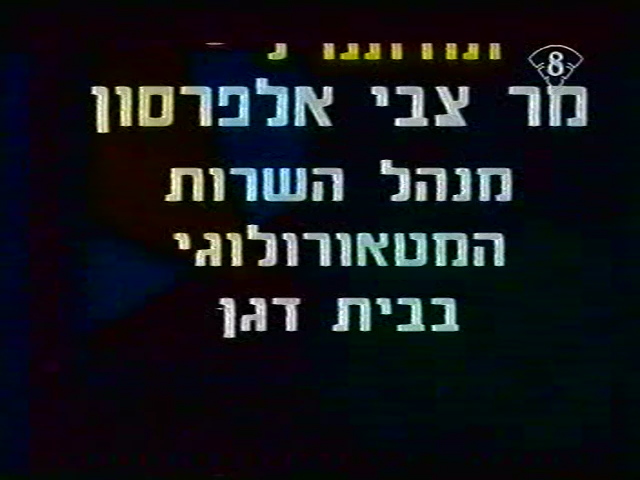 8
מר צבי אלפרסון
מנהל השרות
המטאורולוגי
בבית דגן